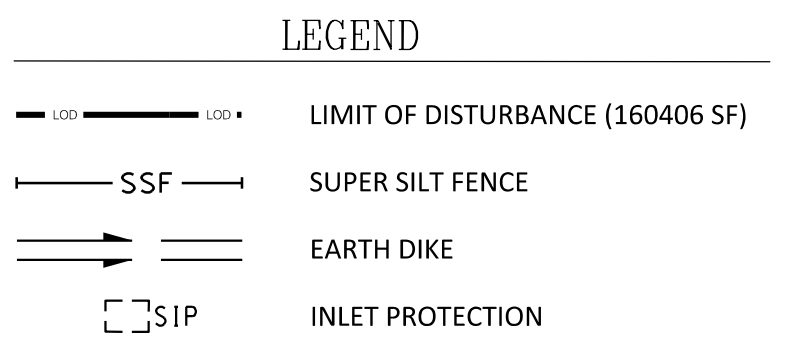 LEGEND
LOD LOD LIMIT OF DISTURBANCE (160406 SF)
SSF SUPER SILT FENCE
EARTH DIKE
SIP INLET PROTECTION